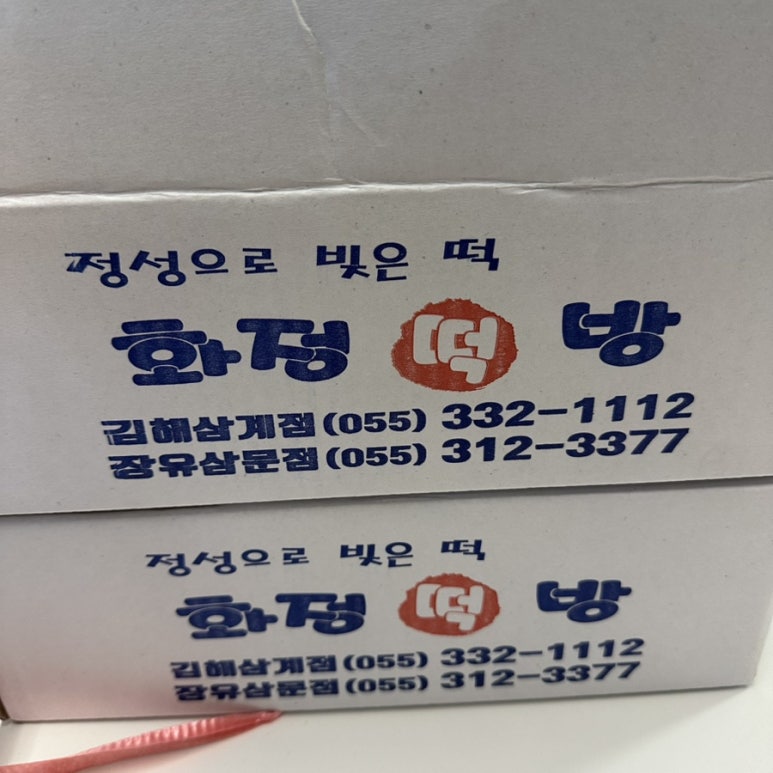 정성으로 빚은 떡
화정 떡 방
김해삼계점(055) 332-1112
장유삼문점(055) 312-3377
정성으로 빚은 떡
화정 떡 방
김해삼계점(055) 332-1112
장유삼문점(055) 312-3377